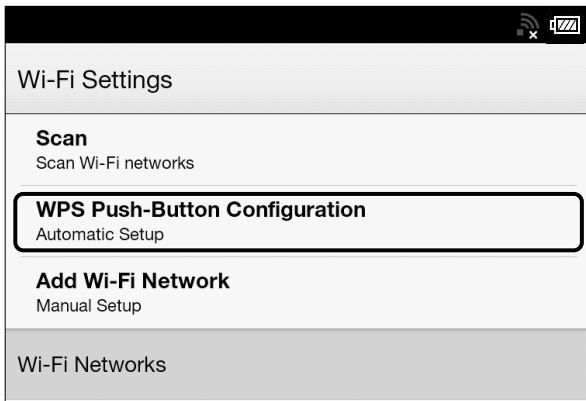 Wi-Fi Settings
Scan
Scan Wi-Fi networks
WPS Push-Button Configuration
Automatic Setup
Add Wi-Fi Network
Manual Setup
Wi-Fi Networks